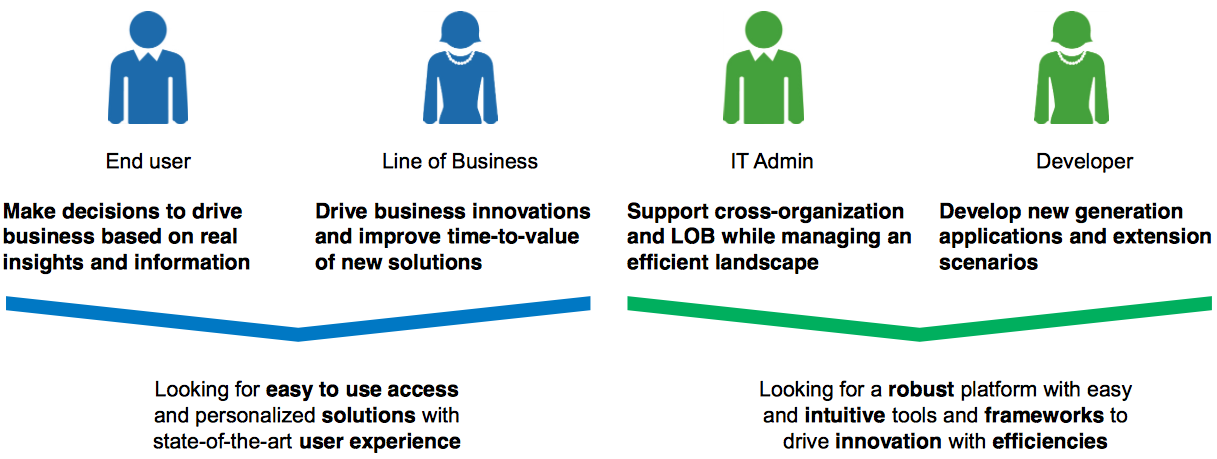 End user
Line of Business
IT Admin
Developer
Make decisions to drive
business based on real
insights and information
Drive business innovations
and improve time-to-value
of new solutions
Support cross-organization
and LOB while managing an
efficient landscape
Develop new generation
applications and extension
scenarios
Looking for easy to use access
and personalized solutions with
state-of-the-art user experience
Looking for a robust platform with easy
and intuitive tools and frameworks to
drive innovation with efficiencies